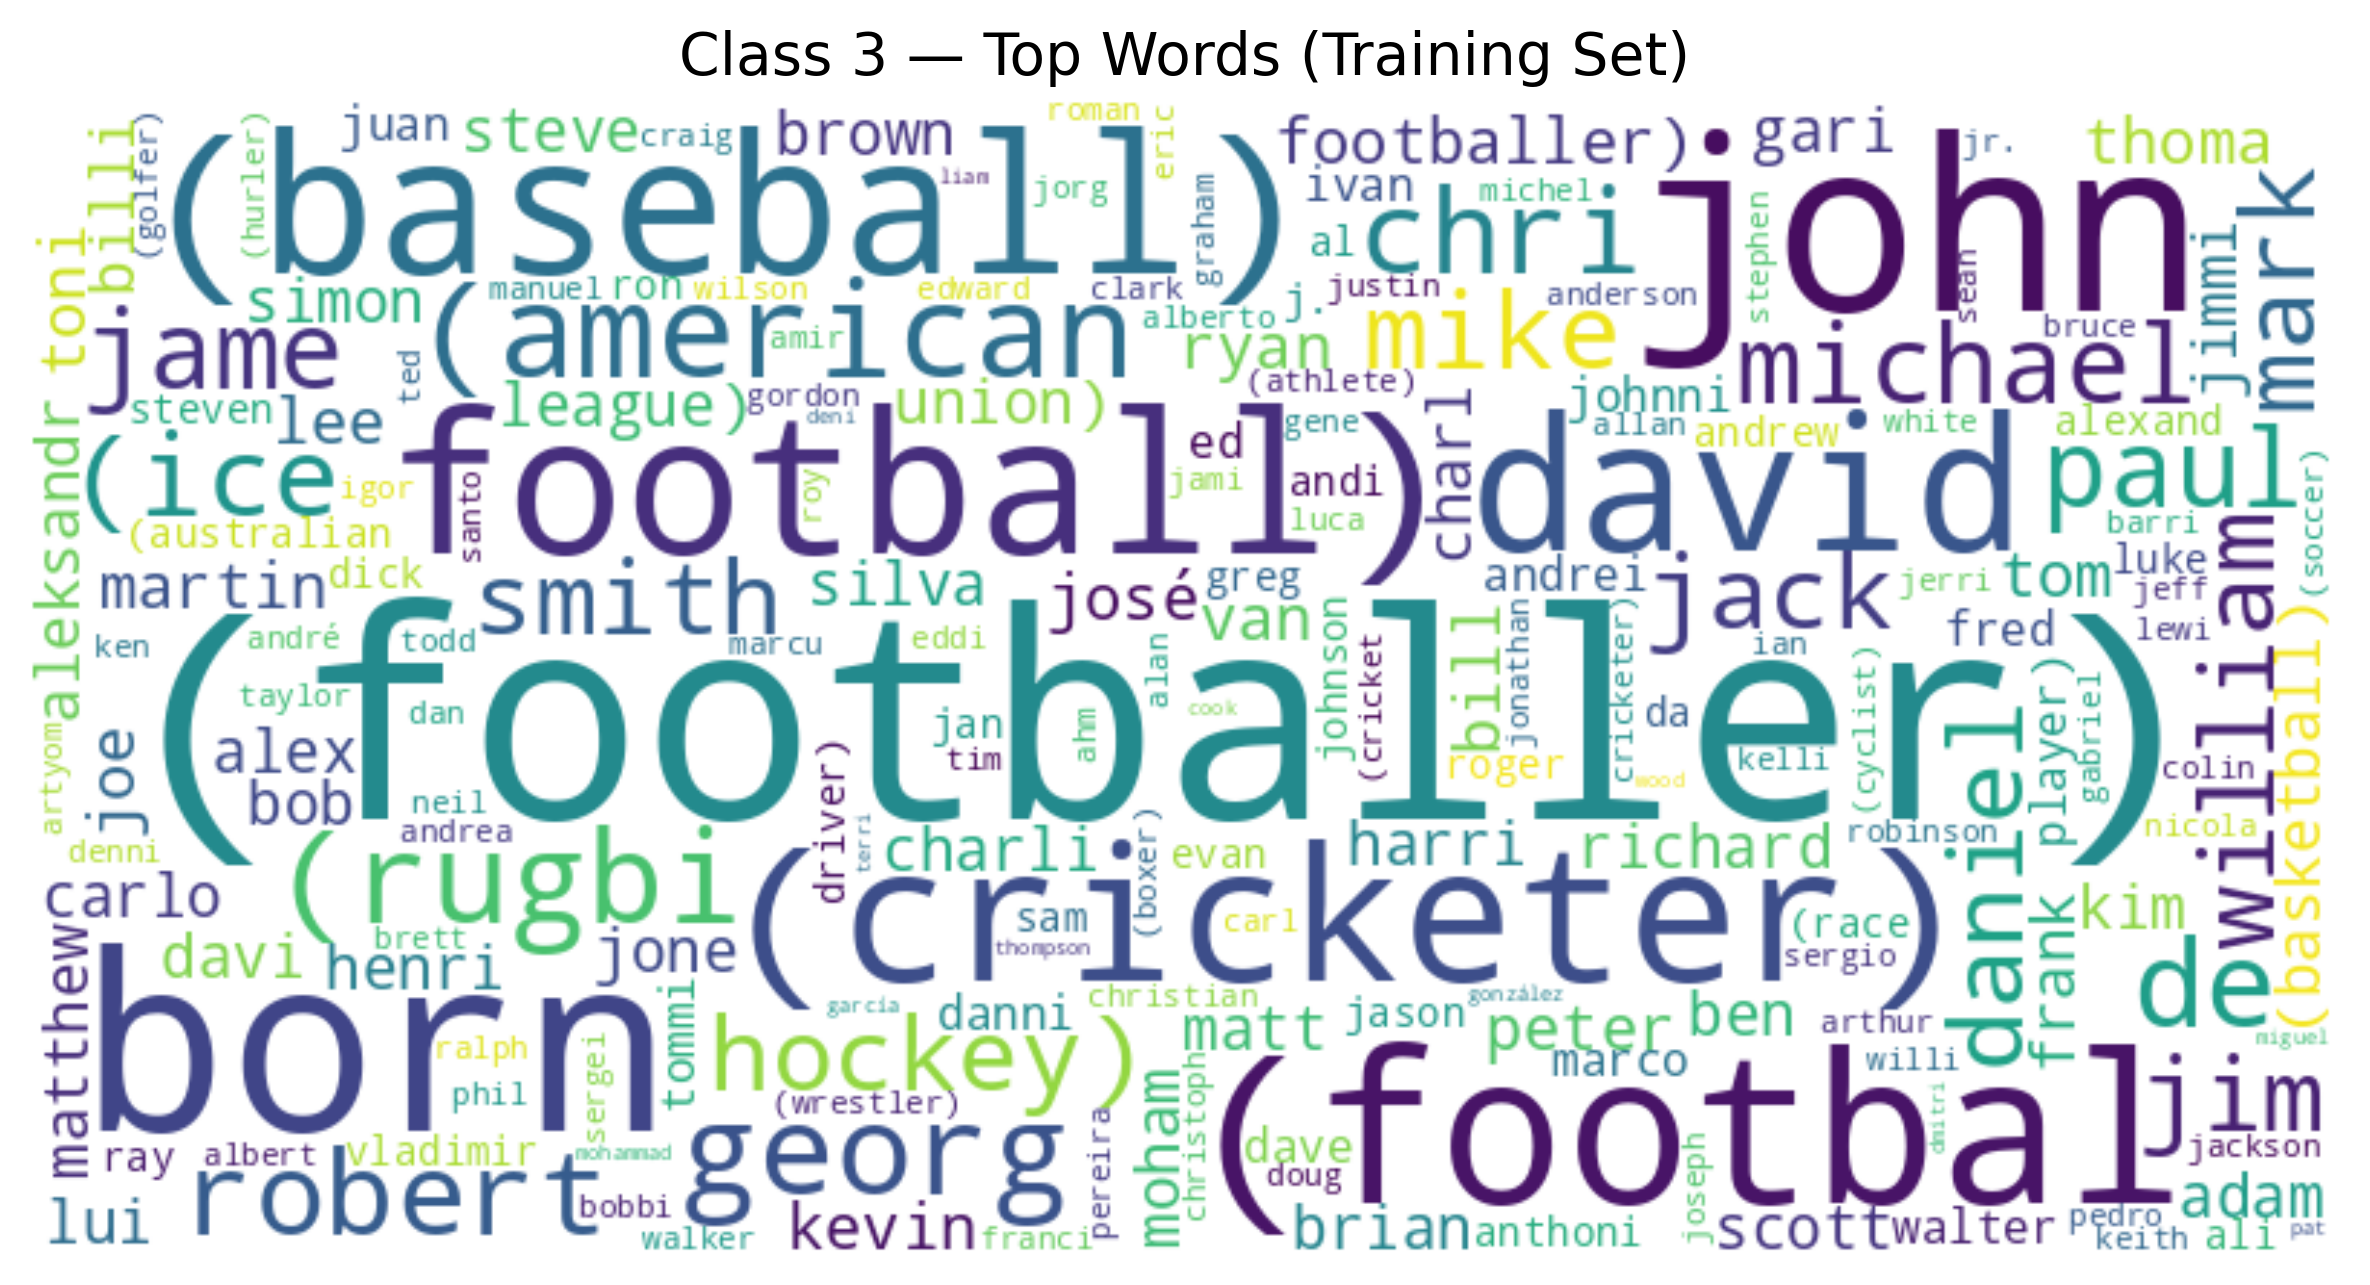 Class 3 — Top Words (Training Set)
billi
(golfer)
(hurler)
juan
steve
craig
brown
roman
eric
footballer)
gari
jr.
thoma
(baseball)
liam
jorg
graham
ivan
michel
al
chri
john
stephen
sean
mark
jimmi
toni
simon
manuel
ron
wilson
edward
clark
alberto
j.
justin
anderson
bruce
jame
ted
(american
amir
ryan
mike
michael
(athlete)
steven
lee
league)
gordon
deni
union)
charl
johnni
allan
andrew
white
alexand
aleksandr
(ice
igor
santo
football)
roy
ed
gene
jami
andi
luca
david
paul
barri
(soccer)
(australian
martin
dick
smith
silva
josé
greg
van
andrei
jack
jerri
tom
luke
jeff
william
ken
andré
todd
marcu
eddi
alan
johnson
(cricket
bill
jonathan
cricketer)
ian
fred
lewi
(footballer)
taylor
dan
jan
tim
ahm
cook
roger
wood
da
kelli
(cyclist)
daniel
player)
gabriel
colin
(basketball)
artyom
joe
alex
bob
neil
andrea
driver)
terri
denni
charli
(boxer)
evan
harri
richard
robinson
nicola
carlo
(rugbi
(cricketer)
sam
thompson
carl
(race
sergio
frank
kim
matthew
davi
brett
henri
jone
de
born
tommi
garcía
danni
christian
matt
jason
gonzález
peter
ben
arthur
miguel
ralph
phil
sergei
hockey)
(wrestler)
moham
christoph
marco
willi
dmitri
jim
(footbal
ray
albert
vladimir
mohammad
georg
pereira
dave
doug
joseph
jackson
lui
robert
bobbi
walker
kevin
franci
brian
anthoni
scott
walter
pedro
keith
adam
ali
pat